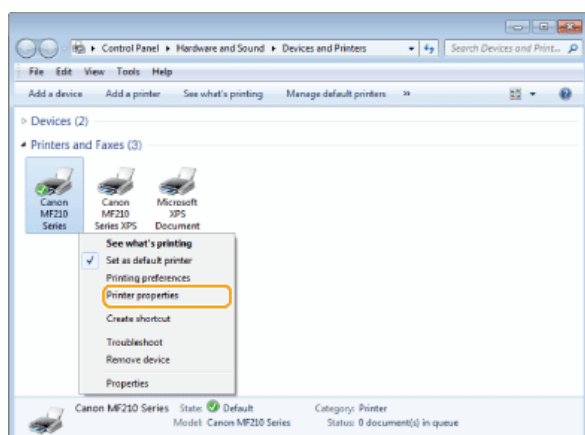 Control Panel ▸ Hardware and Sound ▸ Devices and Printers
Search Devices and Print...
File Edit View Tools Help
Add a device Add a printer See what's printing Manage default printers »
Devices (2)
Printers and Faxes (3)
Canon MF210 Series
Canon MF210 Series XPS
Microsoft XPS Document
See what's printing
Set as default printer
Printing preferences
Printer properties
Create shortcut
Troubleshoot
Remove device
Properties
Canon MF210 Series State: Default Category: Printer
Model: Canon MF210 Series Status: 0 document(s) in queue